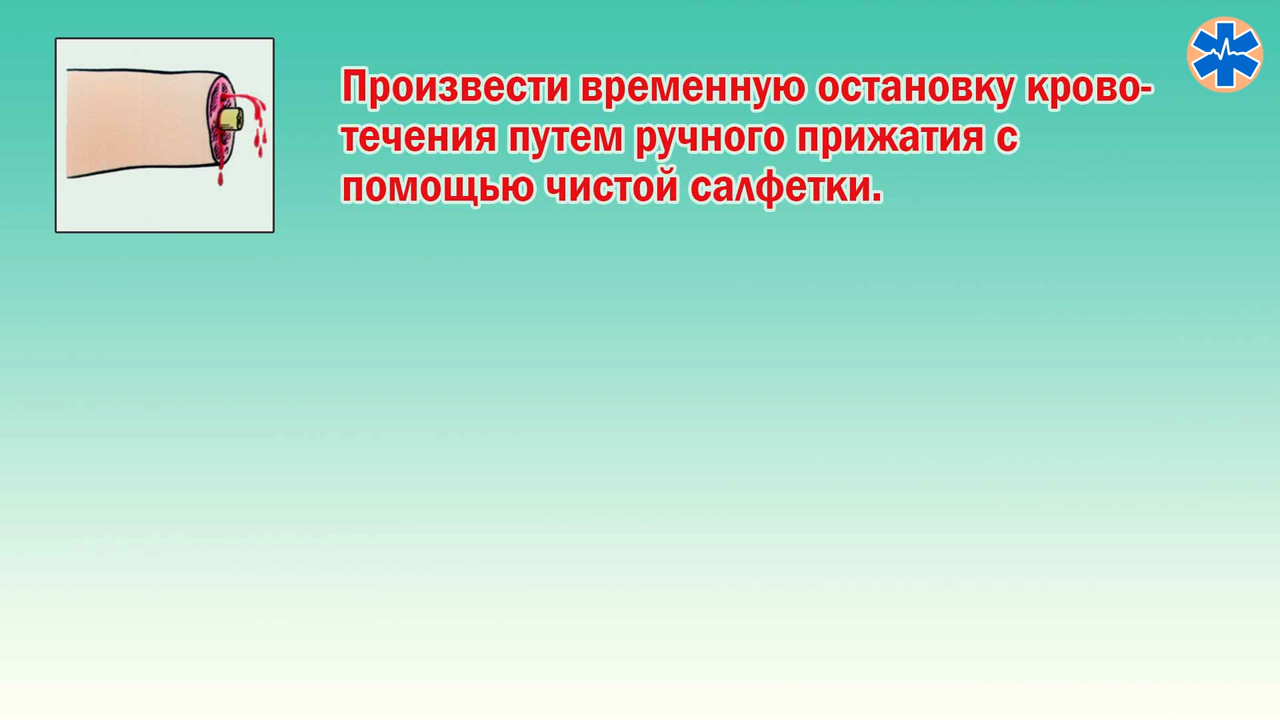 Произвести временную остановку крово-
течения путем ручного прижатия с
помощью чистой салфетки.